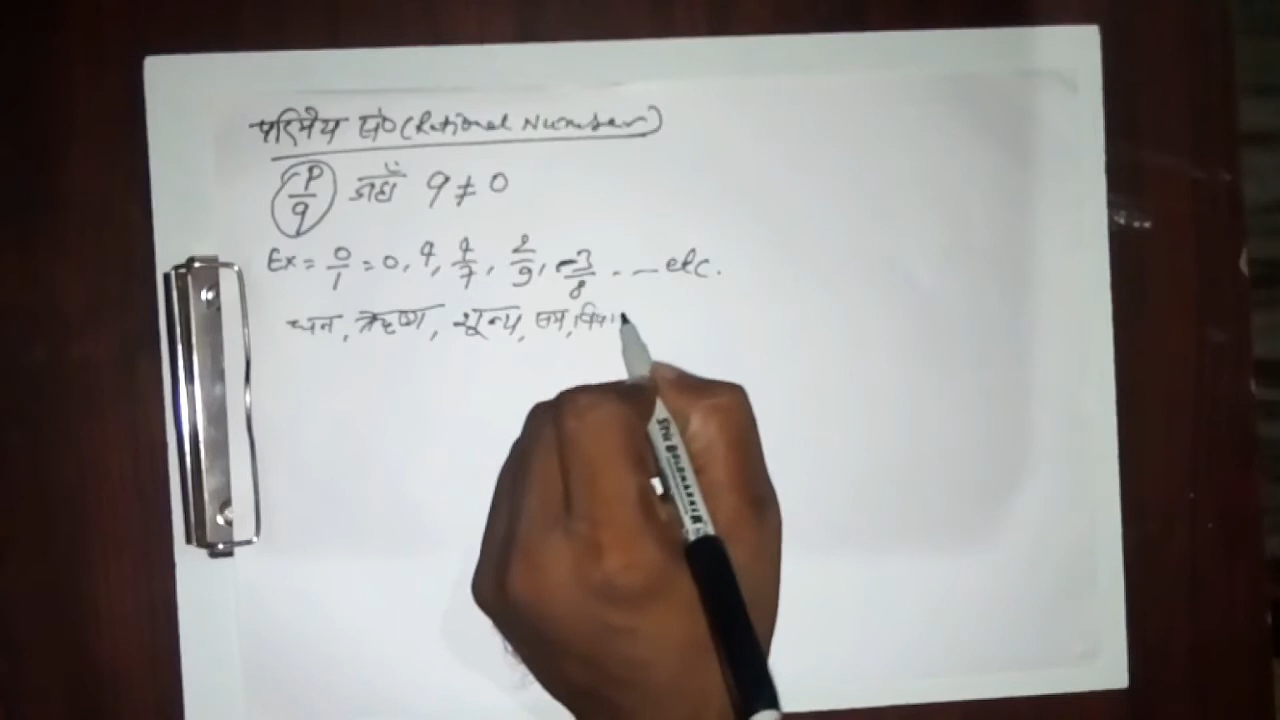 परिमेय सं० (Rational Number)
p/q जहाँ q ≠ 0
Ex = 0/1 = 0, 9, 4/7, 2/9, -3/8 . . _ etc.
धन, ऋण, शून्य, सम,